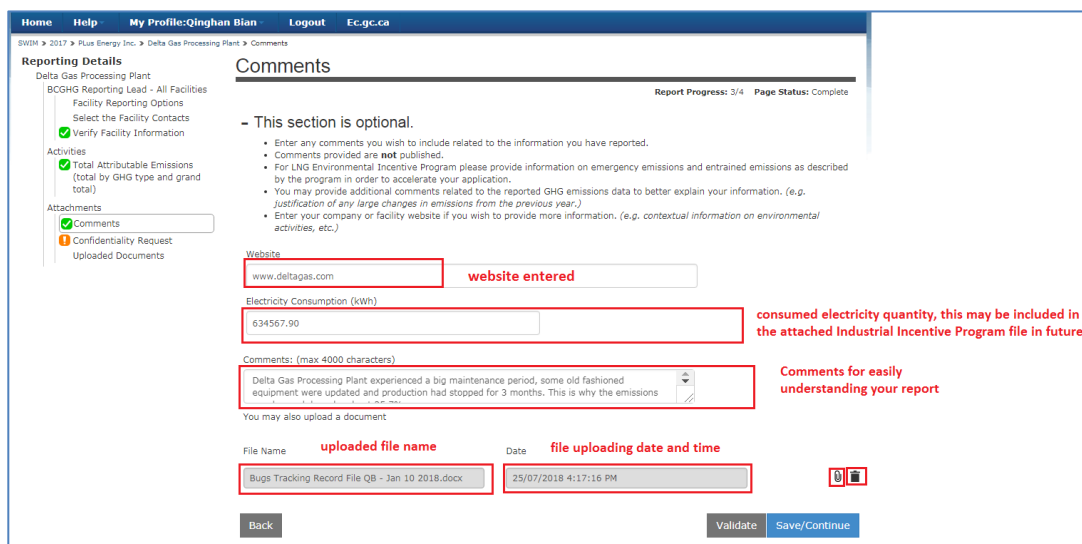 Home Help My Profile:Qinghan Bian Logout Ec.gc.ca
SWIM » 2017 » PLus Energy Inc. » Delta Gas Processing Plant » Comments
Reporting Details
Delta Gas Processing Plant
BCGHG Reporting Lead - All Facilities
Facility Reporting Options
Select the Facility Contacts
Verify Facility Information
Activities
Total Attributable Emissions
(total by GHG type and grand
total)
Attachments
Comments
Confidentiality Request
Uploaded Documents
Comments
Report Progress: 3/4 Page Status: Complete
- This section is optional.
• Enter any comments you wish to include related to the information you have reported.
• Comments provided are not published.
• For LNG Environmental Incentive Program please provide information on emergency emissions and entrained emissions as described
by the program in order to accelerate your application.
• You may provide additional comments related to the reported GHG emissions data to better explain your information. (e.g.
justification of any large changes in emissions from the previous year.)
• Enter your company or facility website if you wish to provide more information. (e.g. contextual information on environmental
activities, etc.)
Website
www.deltagas.com website entered
Electricity Consumption (kWh)
634567.90
consumed electricity quantity, this may be included in
the attached Industrial Incentive Program file in future
Comments: (max 4000 characters)
Delta Gas Processing Plant experienced a big maintenance period, some old fashioned
equipment were updated and production had stopped for 3 months. This is why the emissions
Comments for easily
understanding your report
You may also upload a document
File Name uploaded file name Date file uploading date and time
Bugs Tracking Record File QB - Jan 10 2018.docx 25/07/2018 4:17:16 PM
Back Validate Save/Continue